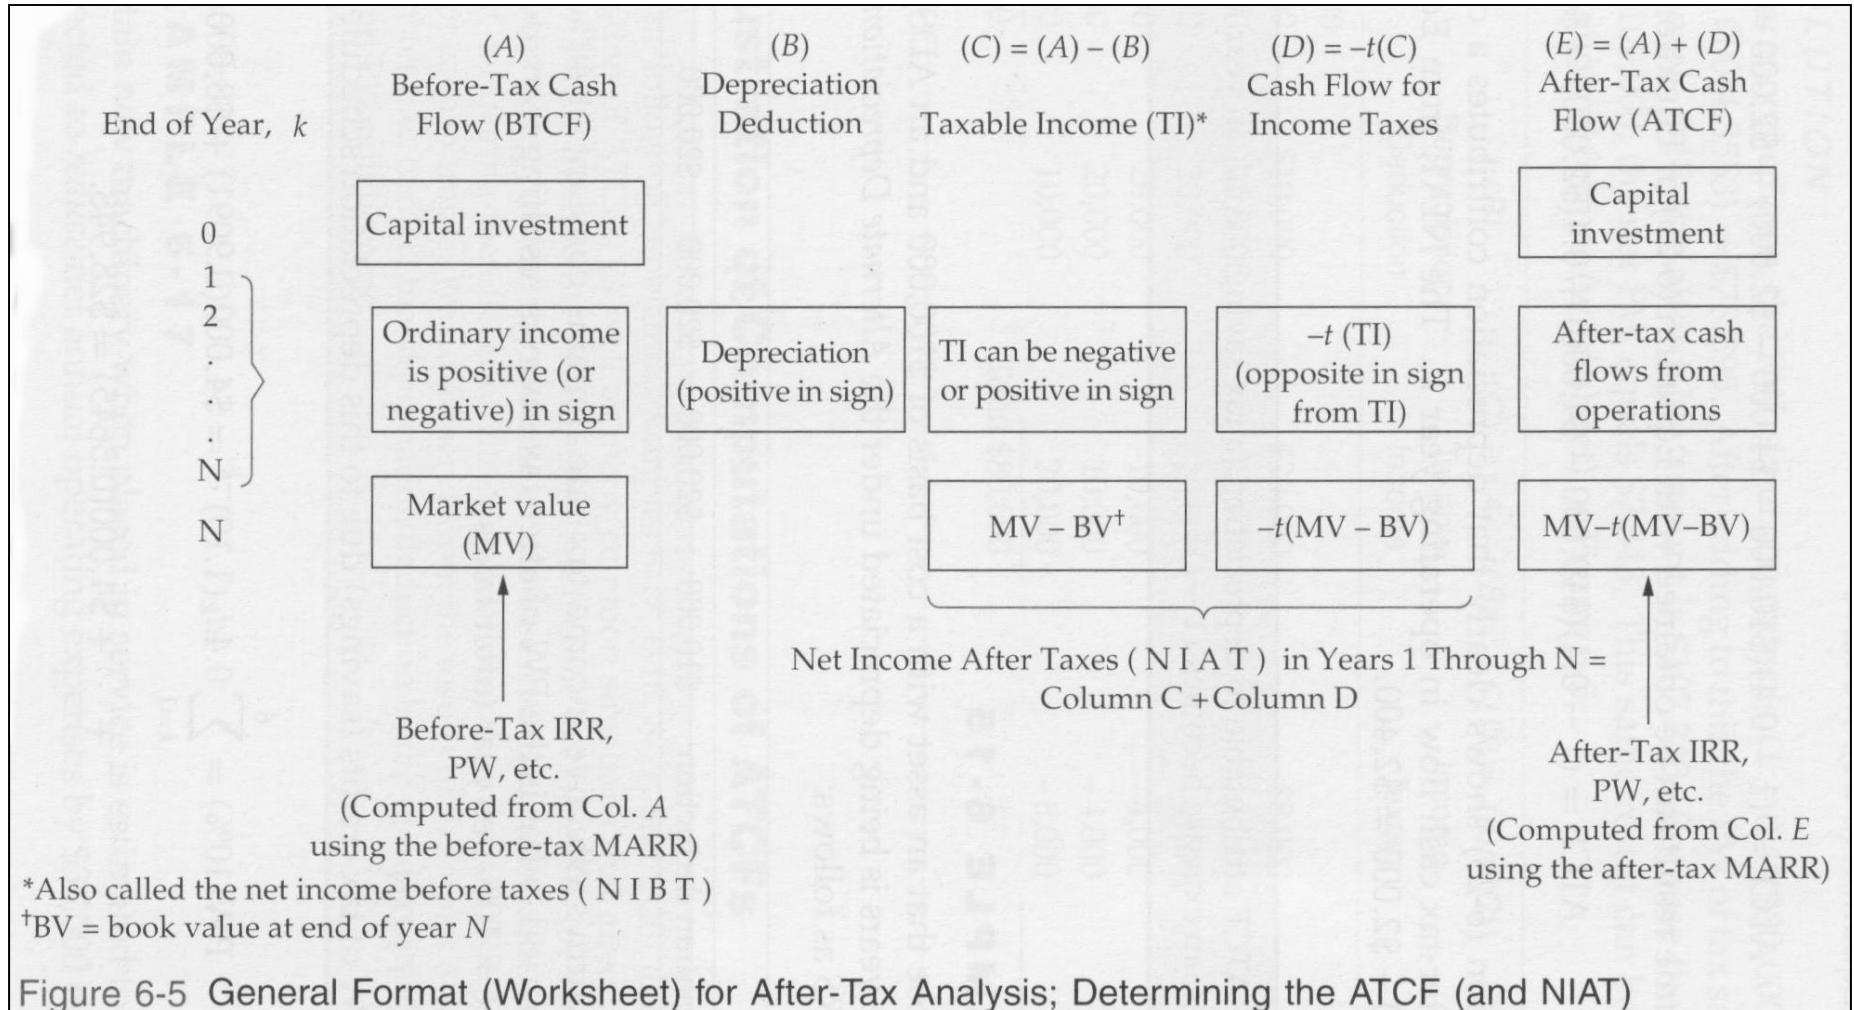 (A)
Before-Tax Cash
Flow (BTCF)
(B)
Depreciation
Deduction
(C) = (A) – (B)
Taxable Income (TI)*
(D) = –t(C)
Cash Flow for
Income Taxes
(E) = (A) + (D)
After-Tax Cash
Flow (ATCF)
End of Year, k
0
Capital investment
Capital
investment
1
2
.
.
.
N
Ordinary income
is positive (or
negative) in sign
Depreciation
(positive in sign)
TI can be negative
or positive in sign
–t (TI)
(opposite in sign
from TI)
After-tax cash
flows from
operations
N
Market value
(MV)
MV – BV†
–t(MV – BV)
MV–t(MV–BV)
Net Income After Taxes ( N I A T ) in Years 1 Through N =
Column C +Column D
Before-Tax IRR,
PW, etc.
(Computed from Col. A
using the before-tax MARR)
After-Tax IRR,
PW, etc.
(Computed from Col. E
using the after-tax MARR)
*Also called the net income before taxes ( N I B T )
†BV = book value at end of year N
Figure 6-5 General Format (Worksheet) for After-Tax Analysis; Determining the ATCF (and NIAT)